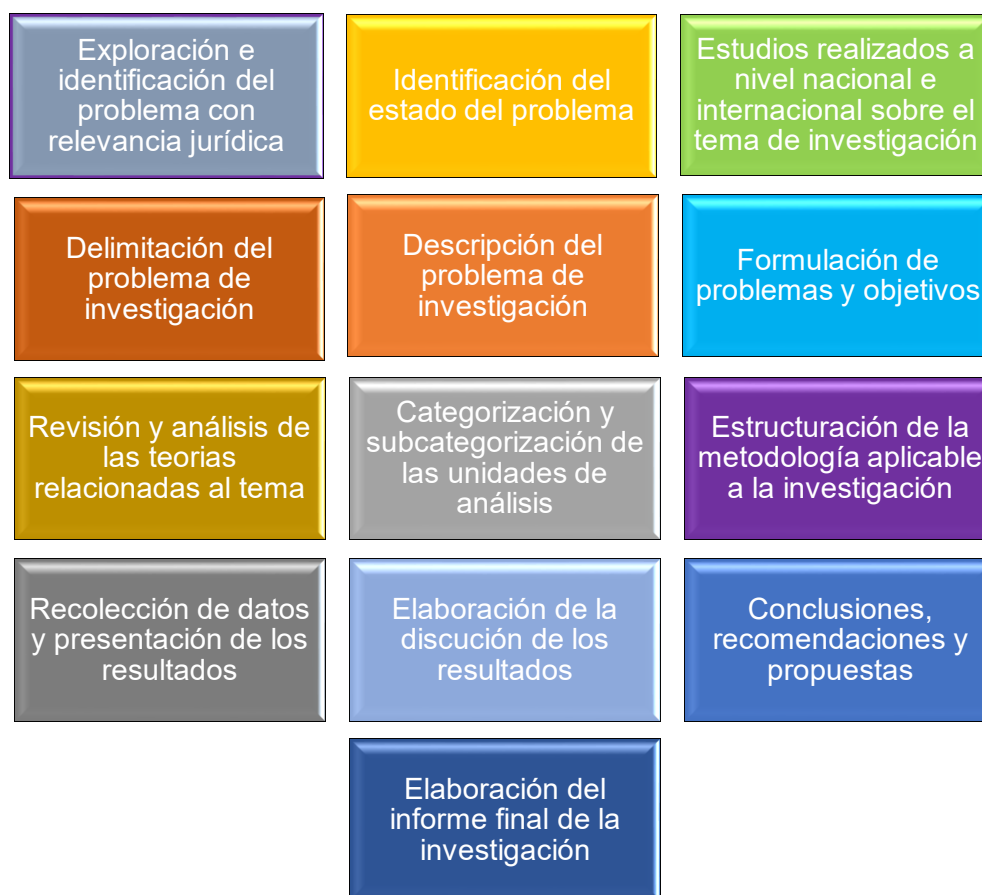 Exploración e
identificación del
problema con
relevancia jurídica
Identificación del
estado del problema
Estudios realizados a
nivel nacional e
internacional sobre el
tema de investigación
Delimitación del
problema de
investigación
Descripción del
problema de
investigación
Formulación de
problemas y objetivos
Revisión y análisis de
las teorias
relacionadas al tema
Categorización y
subcategorización de
las unidades de
análisis
Estructuración de la
metodología aplicable
a la investigación
Recolección de datos
y presentación de los
resultados
Elaboración de la
discución de los
resultados
Conclusiones,
recomendaciones y
propuestas
Elaboración del
informe final de la
investigación